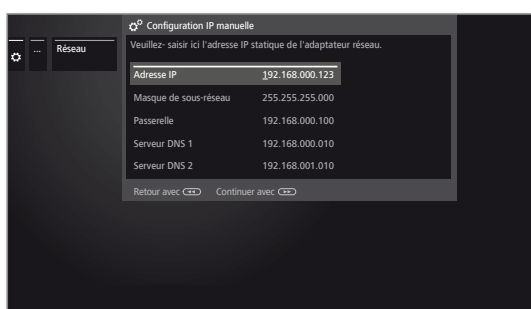 Configuration IP manuelle
... Réseau
Veuillez- saisir ici l'adresse IP statique de l'adaptateur réseau.
Adresse IP 192.168.000.123
Masque de sous-réseau 255.255.255.000
Passerelle 192.168.000.100
Serveur DNS 1 192.168.000.010
Serveur DNS 2 192.168.001.010
Retour avec Continuer avec